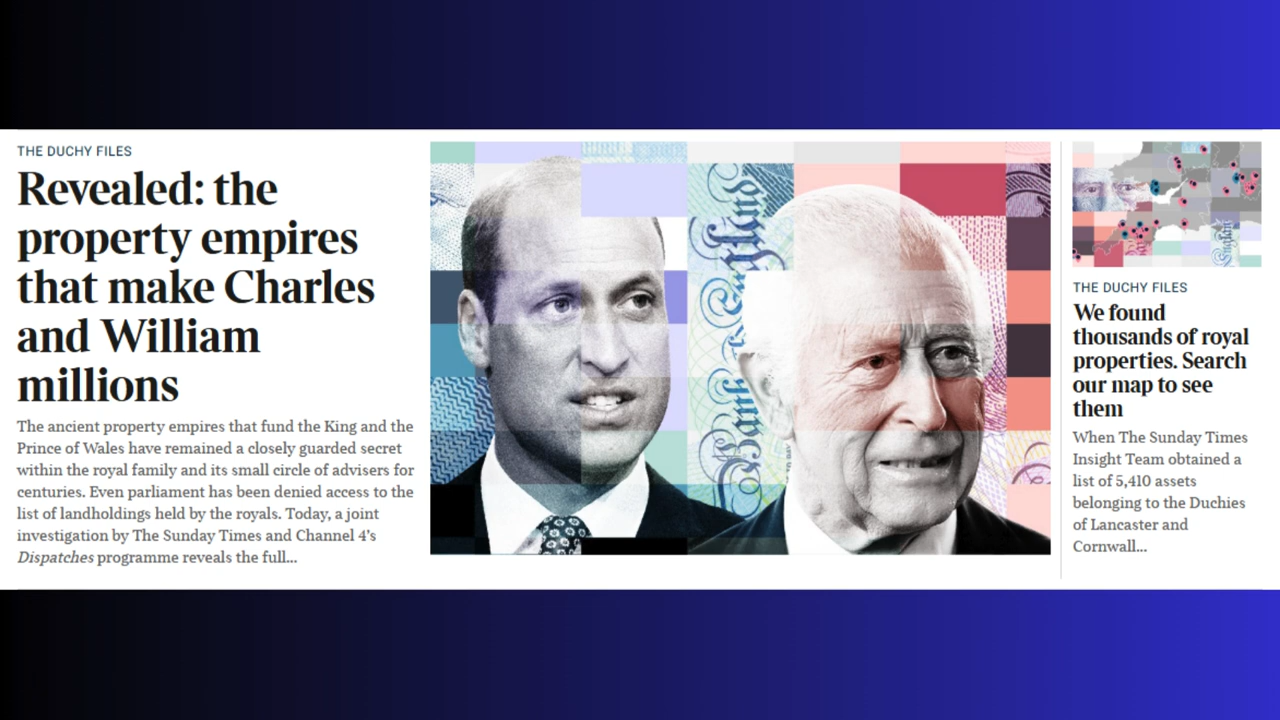 THE DUCHY FILES
Revealed: the
property empires
that make Charles
and William
millions
The ancient property empires that fund the King and the
Prince of Wales have remained a closely guarded secret
within the royal family and its small circle of advisers for
centuries. Even parliament has been denied access to the
list of landholdings held by the royals. Today, a joint
investigation by The Sunday Times and Channel 4’s
Dispatches programme reveals the full...
Bank of England
THE DUCHY FILES
We found
thousands of royal
properties. Search
our map to see
them
When The Sunday Times
Insight Team obtained a
list of 5,410 assets
belonging to the Duchies
of Lancaster and
Cornwall...